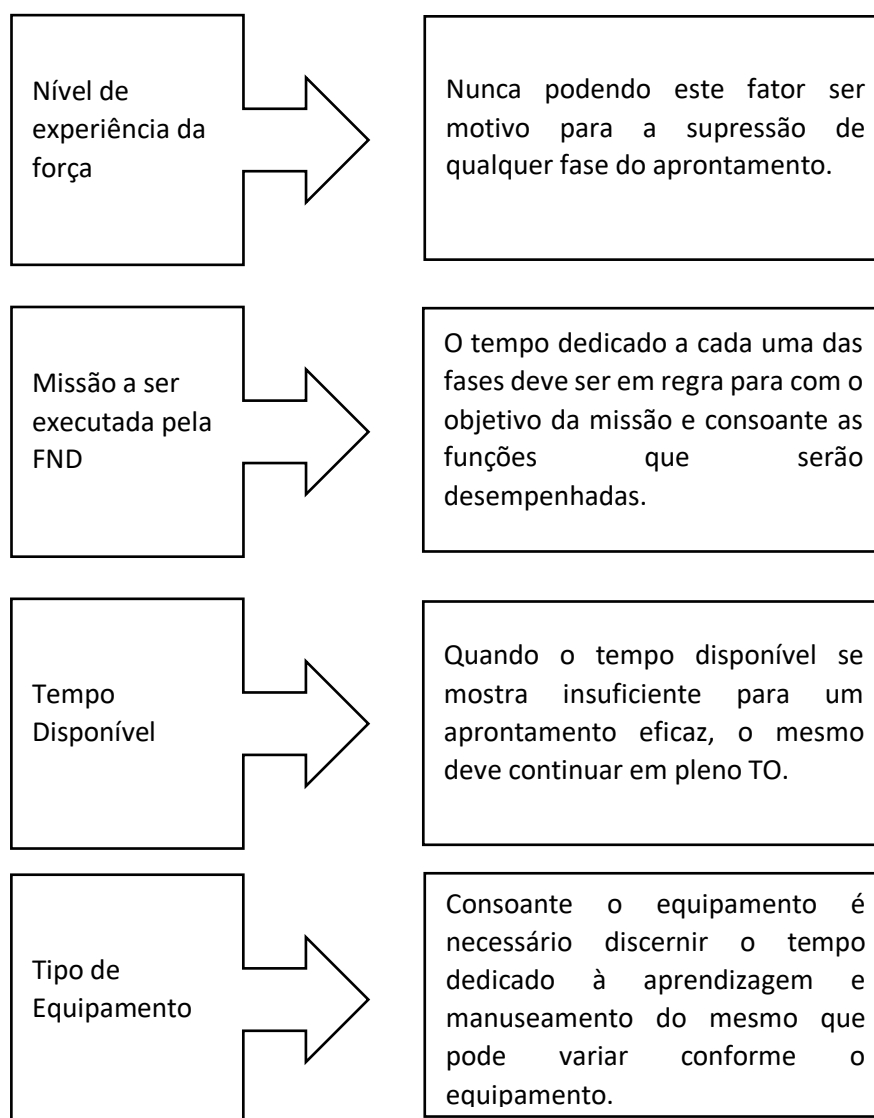 Nível de
experiência da
força
Nunca podendo este fator ser
motivo para a supressão de
qualquer fase do aprontamento.
Missão a ser
executada pela
FND
O tempo dedicado a cada uma das
fases deve ser em regra para com o
objetivo da missão e consoante as
funções que serão
desempenhadas.
Tempo
Disponível
Quando o tempo disponível se
mostra insuficiente para um
aprontamento eficaz, o mesmo
deve continuar em pleno TO.
Tipo de
Equipamento
Consoante o equipamento é
necessário discernir o tempo
dedicado à aprendizagem e
manuseamento do mesmo que
pode variar conforme o
equipamento.